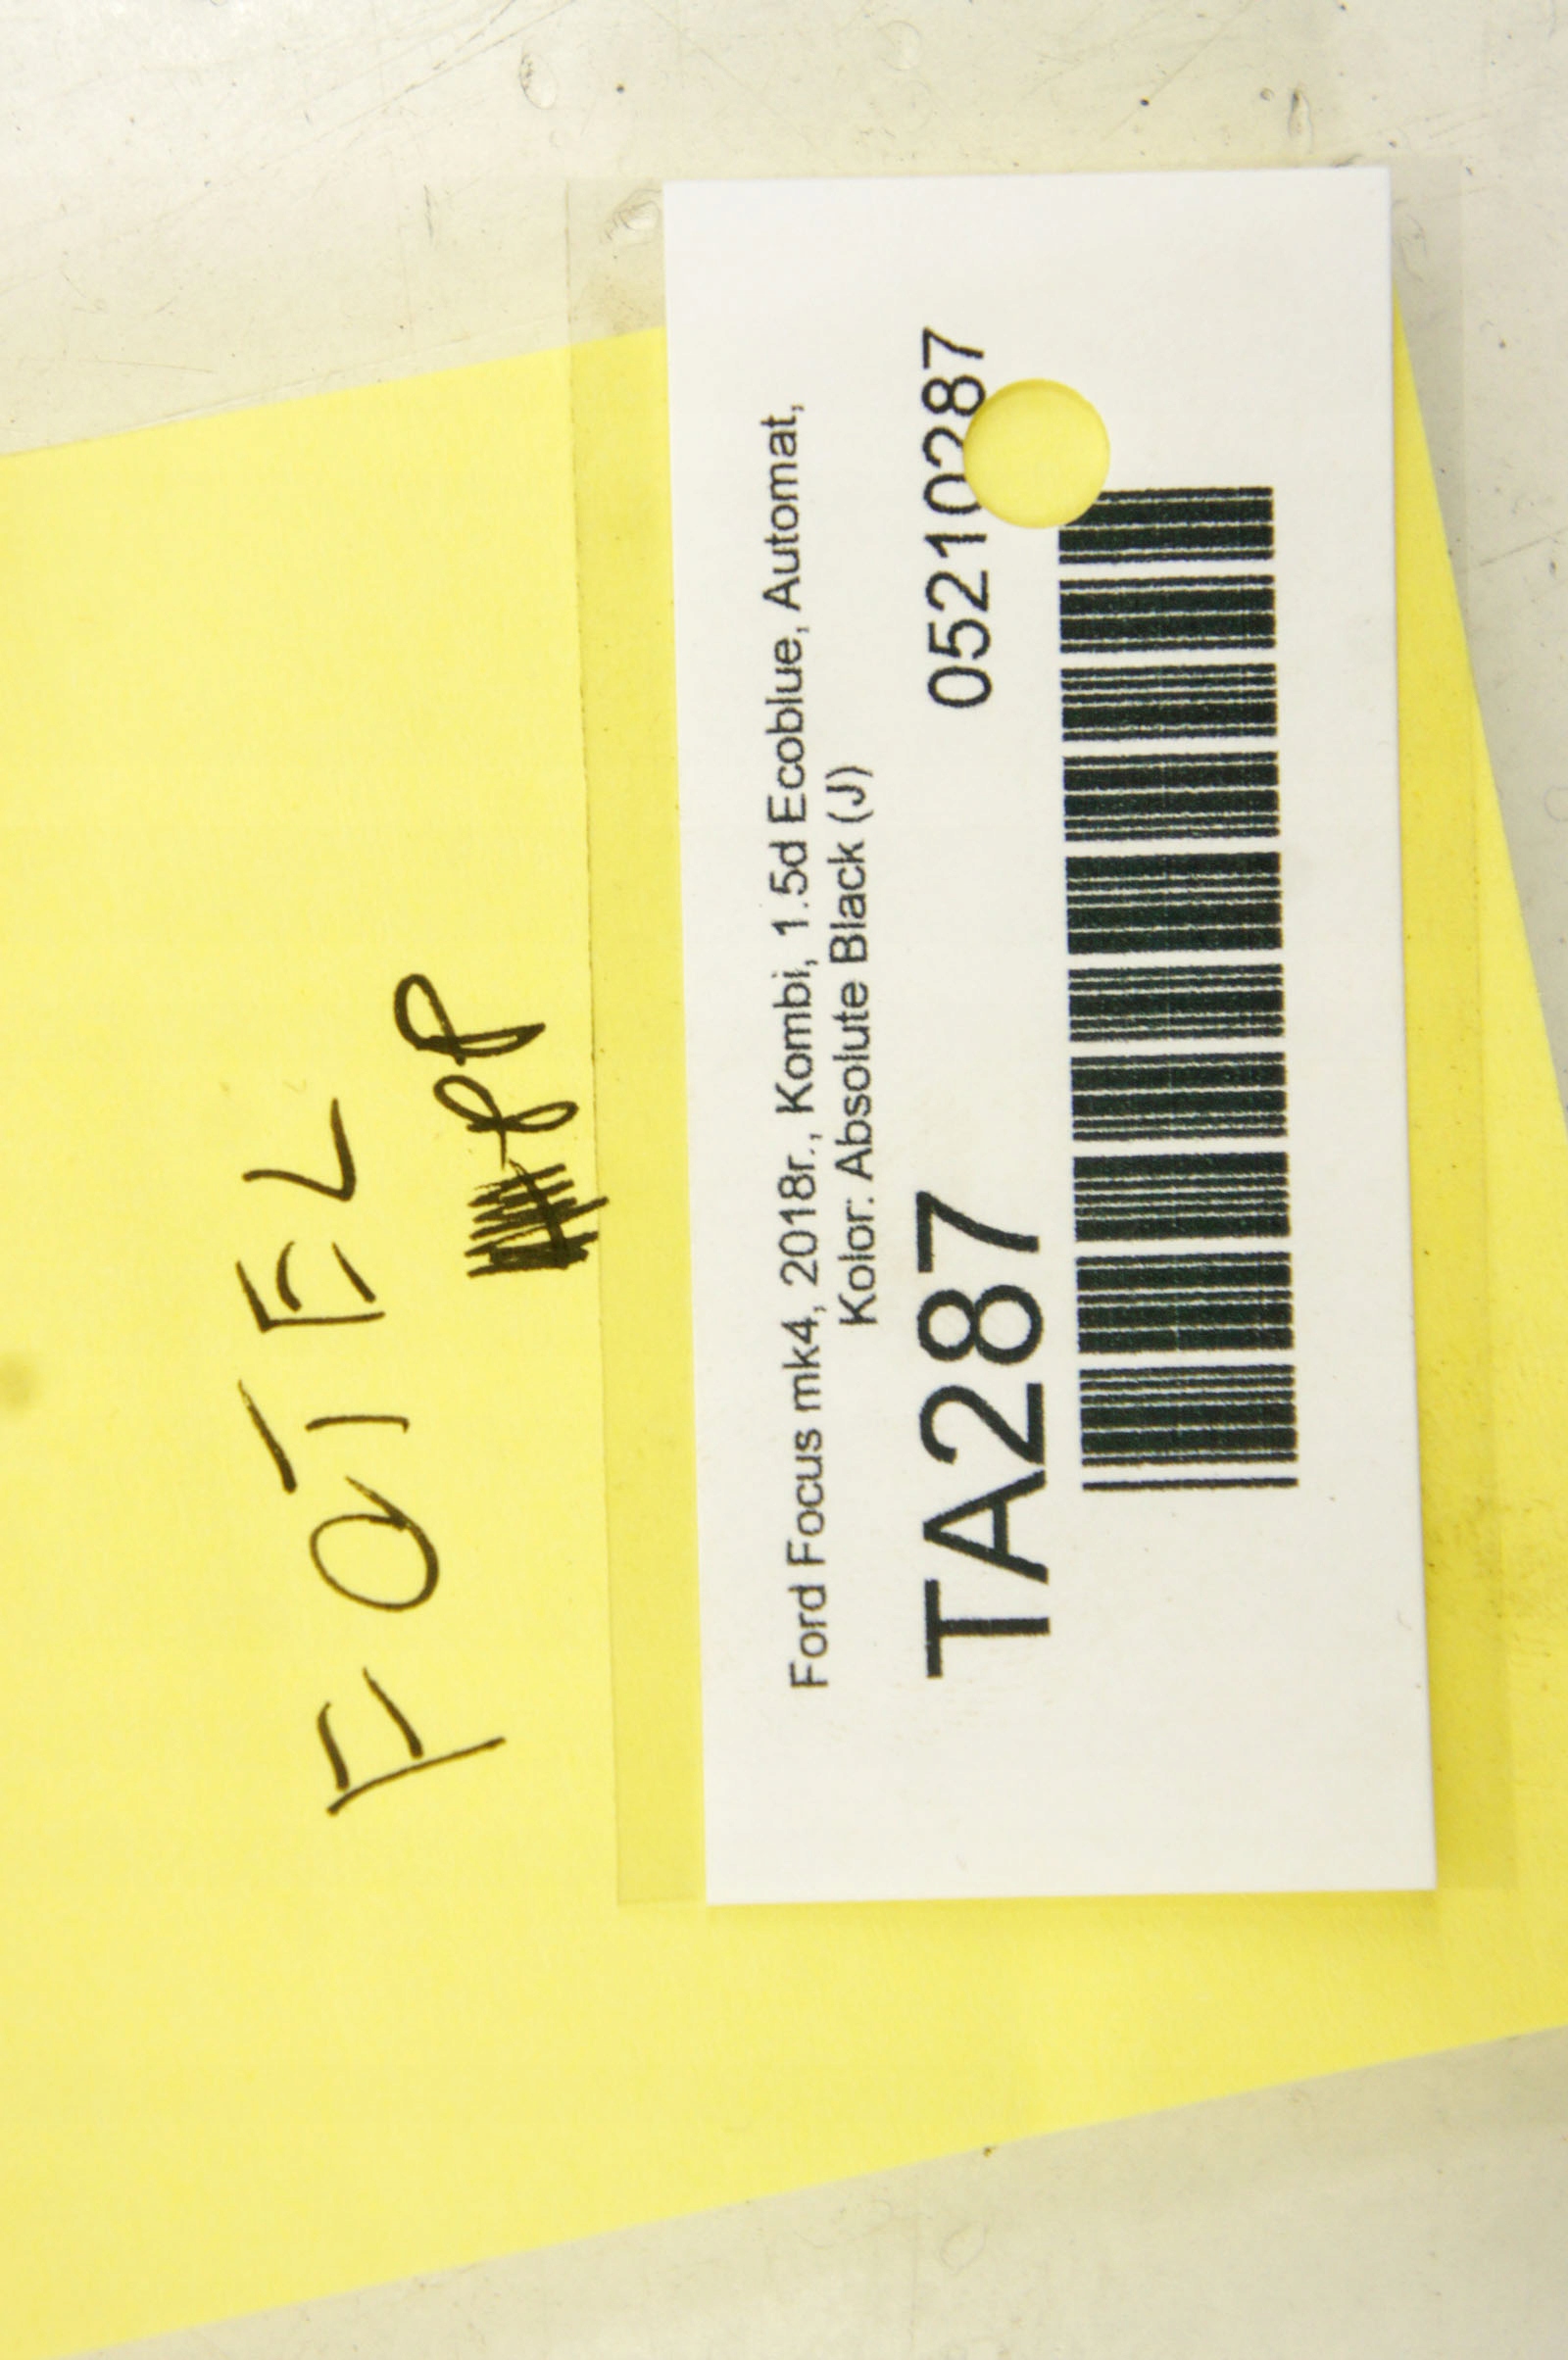 FOTEL
PP
Ford Focus mk4, 2018r., Kombi, 1.5d Ecoblue, Automat,
Kolor: Absolute Black (J)
TA287 05210287